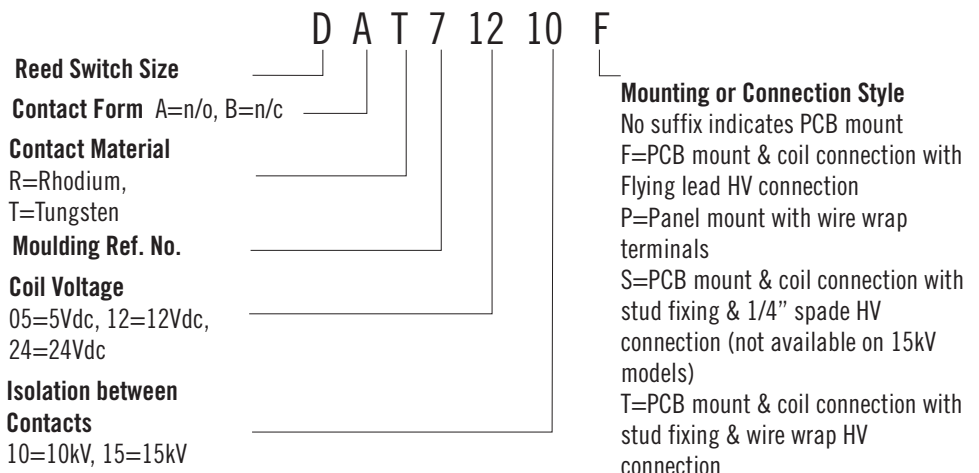 D A T 7 12 10 F
Reed Switch Size
Contact Form A=n/o, B=n/c
Contact Material
R=Rhodium,
T=Tungsten
Moulding Ref. No.
Coil Voltage
05=5Vdc, 12=12Vdc,
24=24Vdc
Isolation between
Contacts
10=10kV, 15=15kV
Mounting or Connection Style
No suffix indicates PCB mount
F=PCB mount & coil connection with
Flying lead HV connection
P=Panel mount with wire wrap
terminals
S=PCB mount & coil connection with
stud fixing & 1/4” spade HV
connection (not available on 15kV
models)
T=PCB mount & coil connection with
stud fixing & wire wrap HV
connection